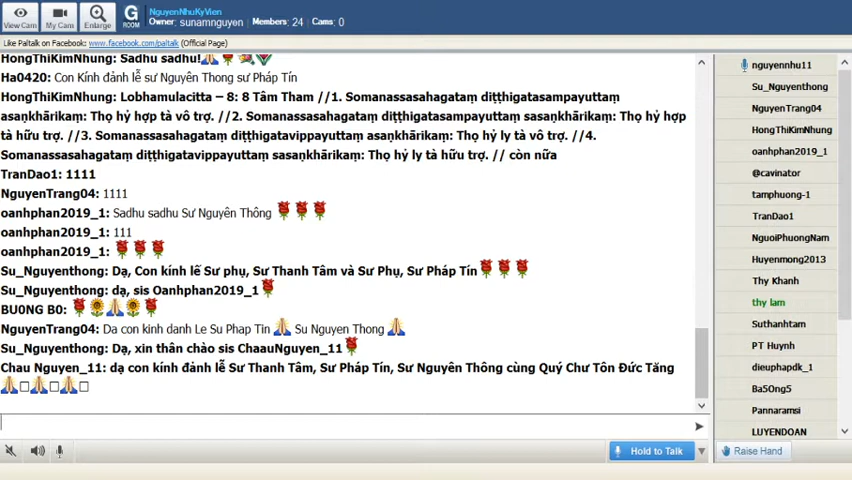 View Cam
My Cam
Enlarge
G
ROOM
NguyenNhuKyVien
Owner: sunamnguyen   Members: 24   Cams: 0
Like Paltalk on Facebook: www.facebook.com/paltalk (Official Page)
HongThiKimNhung: Sadhu sadhu!
Ha0420: Con Kính đảnh lễ sư Nguyên Thong sư Pháp Tín
HongThiKimNhung: Lobhamulacitta – 8: 8 Tâm Tham //1. Somanassasahagataṃ diṭṭhigatasampayuttaṃ
asaṇkhārikaṃ: Thọ hỷ hợp tà vô trợ. //2. Somanassasahagataṃ diṭṭhigatasampayuttaṃ sasaṇkhārikaṃ: Thọ hỷ hợp
tà hữu trợ. //3. Somanassasahagataṃ diṭṭhigatavippayuttaṃ asaṇkhārikaṃ: Thọ hỷ ly tà vô trợ. //4.
Somanassasahagataṃ diṭṭhigatavippayuttaṃ sasaṇkhārikaṃ: Thọ hỷ ly tà hữu trợ. // còn nữa
TranDao1: 1111
NguyenTrang04: 1111
oanhphan2019_1: Sadhu sadhu Sư Nguyên Thông
oanhphan2019_1: 111
oanhphan2019_1:
Su_Nguyenthong: Dạ, Con kính lễ Sư phụ, Sư Thanh Tâm và Sư Phụ, Sư Pháp Tín
Su_Nguyenthong: dạ, sis Oanhphan2019_1
BU0NG B0:
NguyenTrang04: Da con kinh danh Le Su Phap Tin Su Nguyen Thong
Su_Nguyenthong: Dạ, xin thân chào sis ChaauNguyen_11
Chau Nguyen_11: dạ con kính đảnh lễ Sư Thanh Tâm, Sư Pháp Tín, Sư Nguyên Thông cùng Quý Chư Tôn Đức Tăng
Hold to Talk
nguyennhu11
Su_Nguyenthong
NguyenTrang04
HongThiKimNhung
oanhphan2019_1
@cavinator
tamphuong-1
TranDao1
NguoiPhuongNam
Huyenmong2013
Thy Khanh
thy lam
Suthanhtam
PT Huynh
dieuphapdk_1
Ba5Ong5
Pannaramsi
LUYENDOAN
Raise Hand